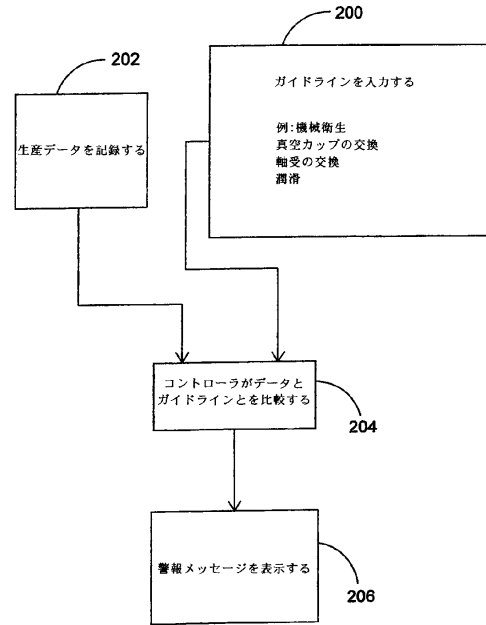 200
202
ガイドラインを入力する
例:機械衛生
真空カップの交換
軸受の交換
潤滑
生産データを記録する
コントローラがデータと
ガイドラインとを比較する
204
警報メッセージを表示する
206